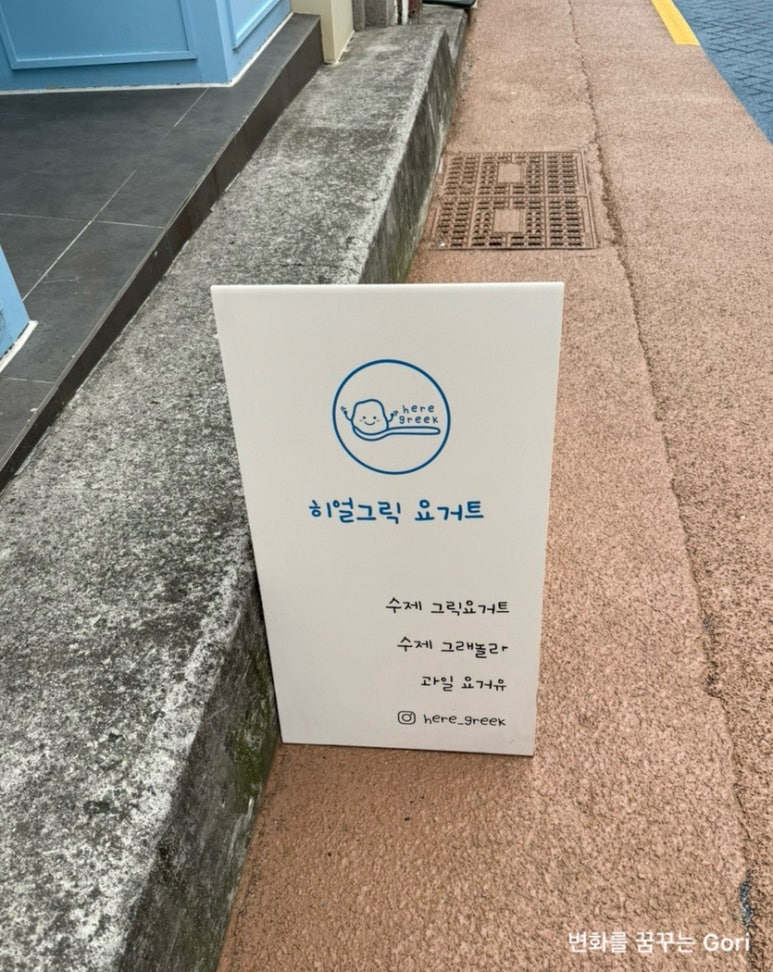 here
greek
히얼그릭 요거트
수제 그릭요거트
수제 그래놀라
과일 요거유
here_greek
변화를 꿈꾸는 Gori